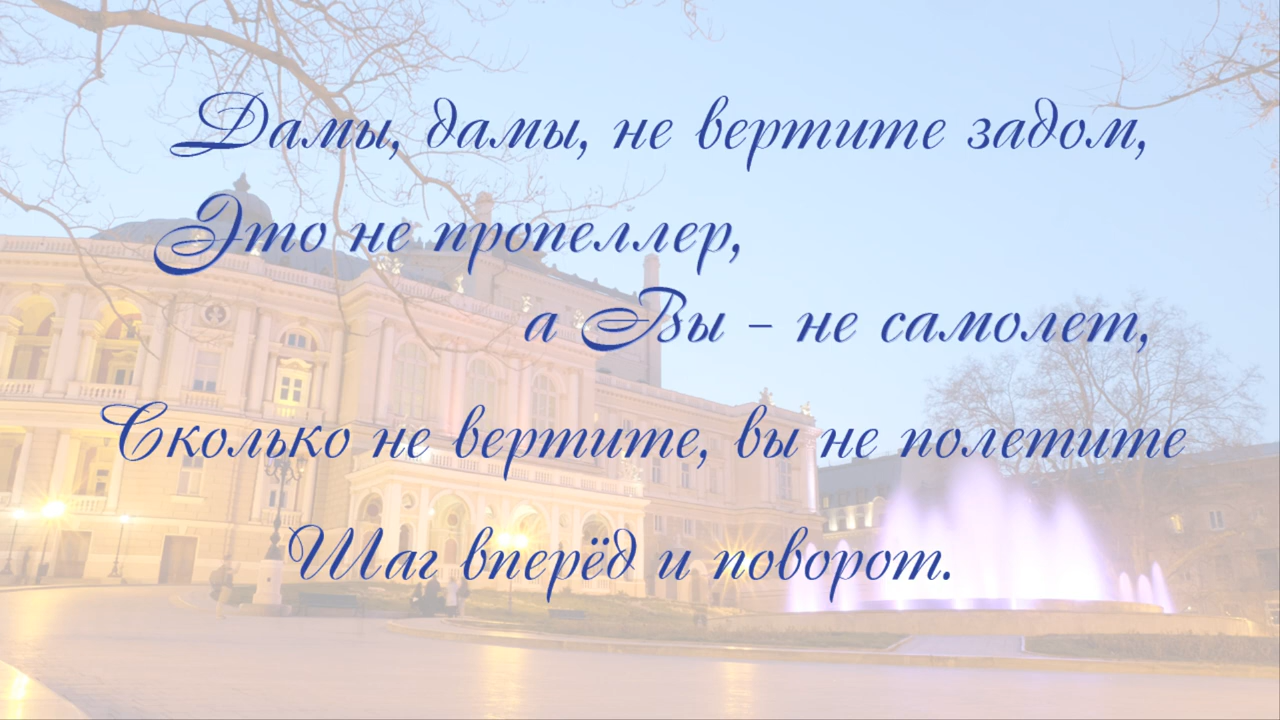 Дамы, дамы, не вертите задом,
Это не пропеллер,
а Вы – не самолет,
Сколько не вертите, вы не полетите
Шаг вперёд и поворот.